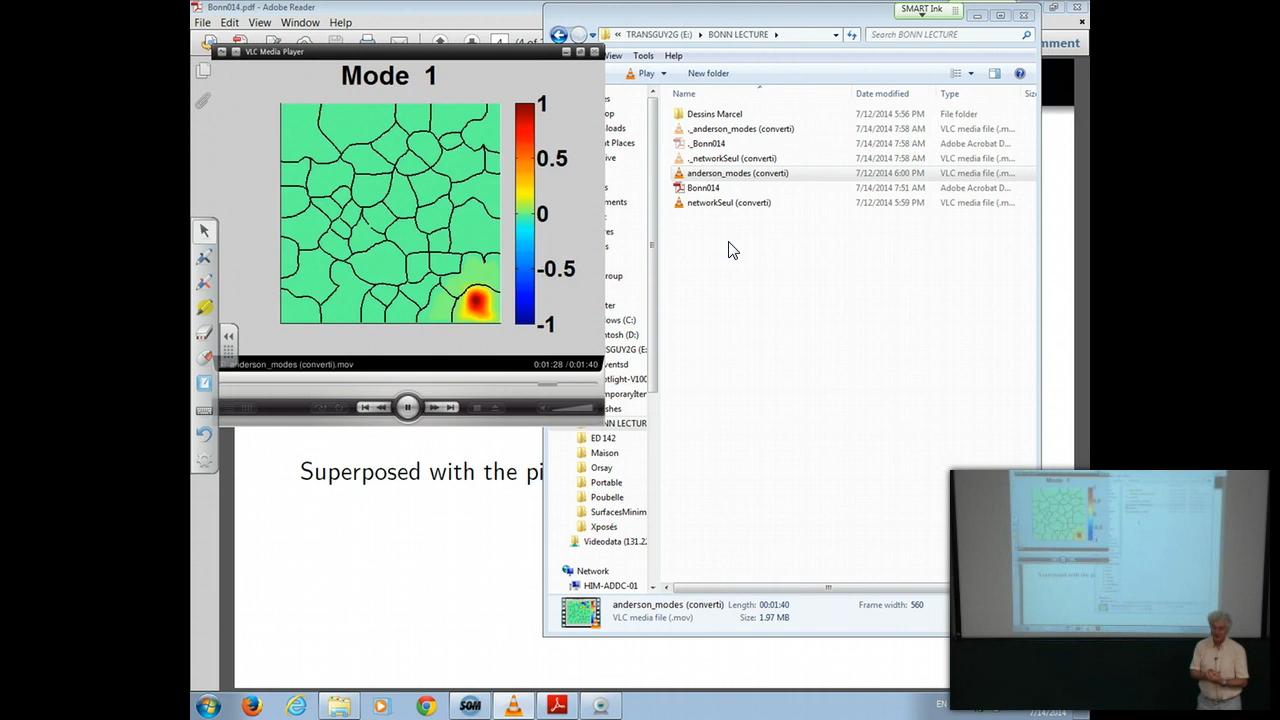 Bonn014.pdf - Adobe Reader
File Edit View Window Help
SMART Ink
TRANSGUY2G (E:) BONN LECTURE
Search BONN LECTURE
View Tools Help
Play New folder
VLC Media Player
Mode 1
1
0.5
0
-0.5
-1
anderson_modes (converti).mov
0:01:28 /0:01:40
Name Date modified Type
Dessins Marcel 7/12/2014 5:56 PM File folder
._anderson_modes (converti) 7/14/2014 7:58 AM VLC media file (.m...
._Bonn014 7/14/2014 7:58 AM Adobe Acrobat D...
._networkSeul (converti) 7/14/2014 7:58 AM VLC media file (.m...
anderson_modes (converti) 7/12/2014 6:00 PM VLC media file (.m...
Bonn014 7/14/2014 7:51 AM Adobe Acrobat D...
networkSeul (converti) 7/12/2014 5:59 PM VLC media file (.m...
ED 142
Maison
Orsay
Portable
Poubelle
SurfacesMinim
Xposés
Videodata (131.22
Network
HIM-ADDC-01
Superposed with the pi
anderson_modes (converti) Length: 00:01:40 Frame width: 560
VLC media file (.mov) Size: 1.97 MB
SOM
EN
7/14/2014